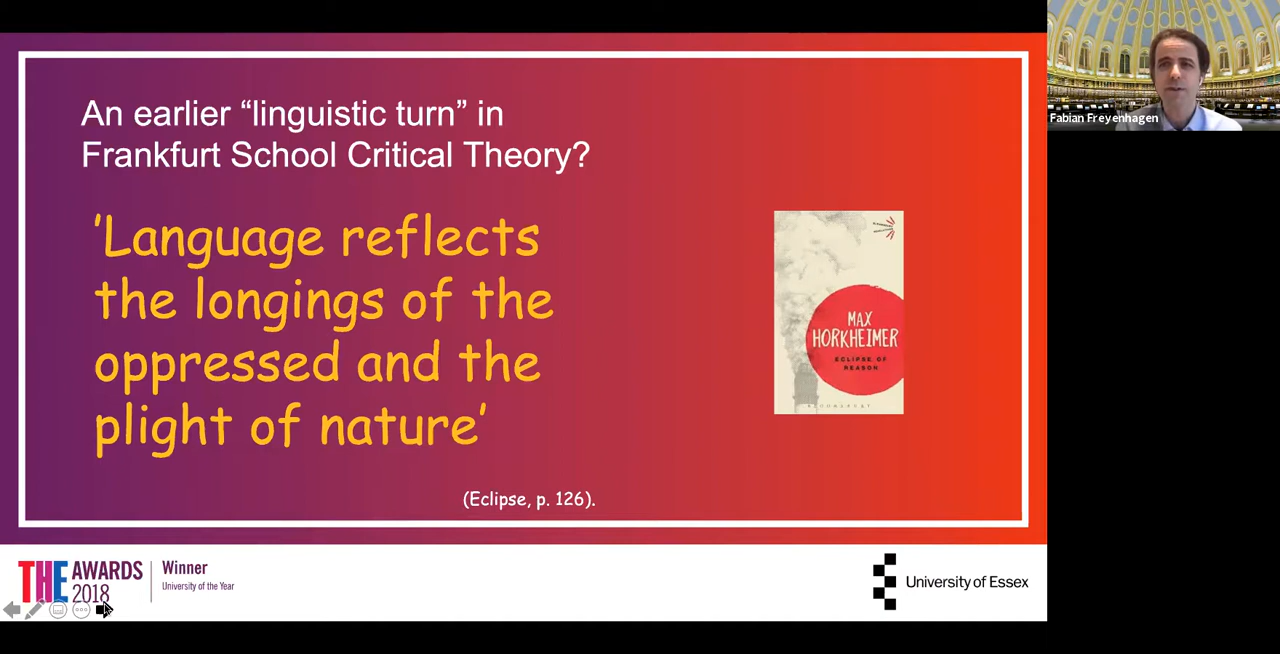 An earlier “linguistic turn” in
Frankfurt School Critical Theory?
'Language reflects
the longings of the
oppressed and the
plight of nature'
(Eclipse, p. 126).
MAX
HORKHEIMER
ECLIPSE OF
REASON
BLOOMSBURY
Fabian Freyenhagen
THE AWARDS
2018
Winner
University of the Year
University of Essex